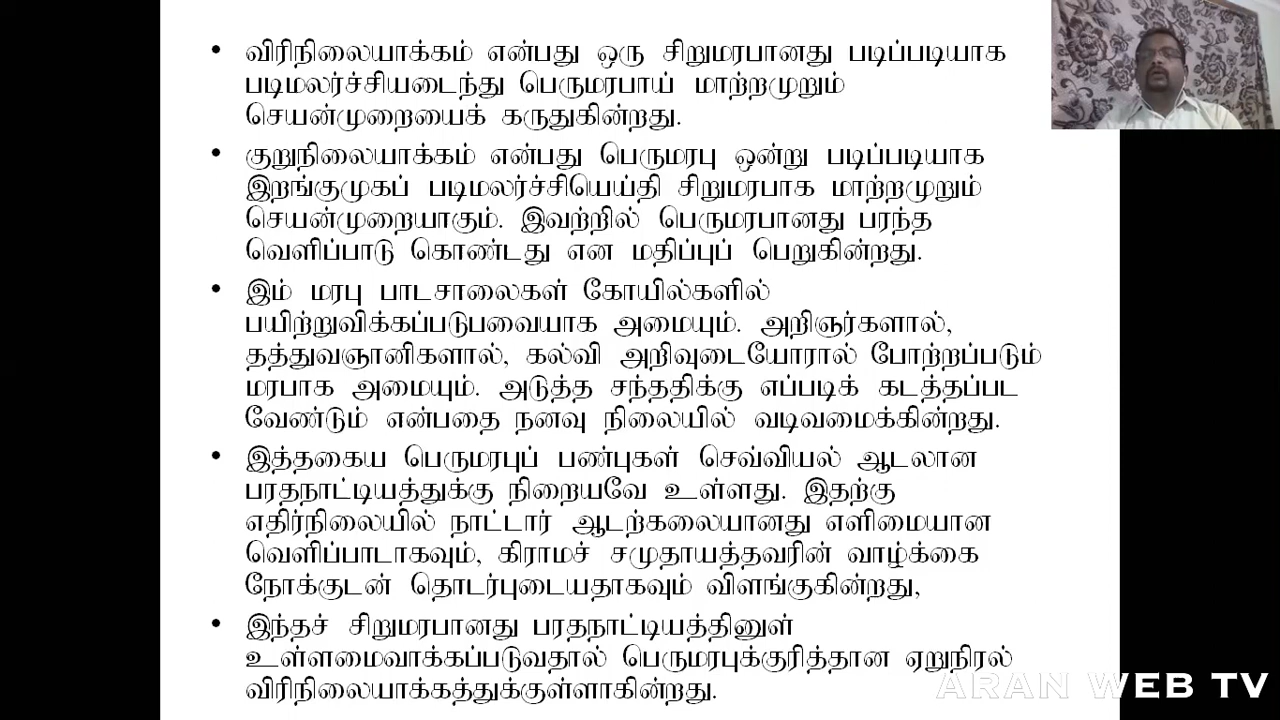 • விரிநிலையாக்கம் என்பது ஒரு சிறுமரபானது படிப்படியாக
படிமலர்ச்சியடைந்து பெருமரபாய் மாற்றமுறும்
செயன்முறையைக் கருதுகின்றது.
• குறுநிலையாக்கம் என்பது பெருமரபு ஒன்று படிப்படியாக
இறங்குமுகப் படிமலர்ச்சியெய்தி சிறுமரபாக மாற்றமுறும்
செயன்முறையாகும். இவற்றில் பெருமரபானது பரந்த
வெளிப்பாடு கொண்டது என மதிப்புப் பெறுகின்றது.
• இம் மரபு பாடசாலைகள் கோயில்களில்
பயிற்றுவிக்கப்படுபவையாக அமையும். அறிஞர்களால்,
தத்துவஞானிகளால், கல்வி அறிவுடையோரால் போற்றப்படும்
மரபாக அமையும். அடுத்த சந்ததிக்கு எப்படிக் கடத்தப்பட
வேண்டும் என்பதை நனவு நிலையில் வடிவமைக்கின்றது.
• இத்தகைய பெருமரபுப் பண்புகள் செவ்வியல் ஆடலான
பரதநாட்டியத்துக்கு நிறையவே உள்ளது. இதற்கு
எதிர்நிலையில் நாட்டார் ஆடற்கலையானது எளிமையான
வெளிப்பாடாகவும், கிராமச் சமுதாயத்தவரின் வாழ்க்கை
நோக்குடன் தொடர்புடையதாகவும் விளங்குகின்றது,
• இந்தச் சிறுமரபானது பரதநாட்டியத்தினுள்
உள்ளமைவாக்கப்படுவதால் பெருமரபுக்குரித்தான ஏறுநிரல்
விரிநிலையாக்கத்துக்குள்ளாகின்றது.
ARAN WEB TV